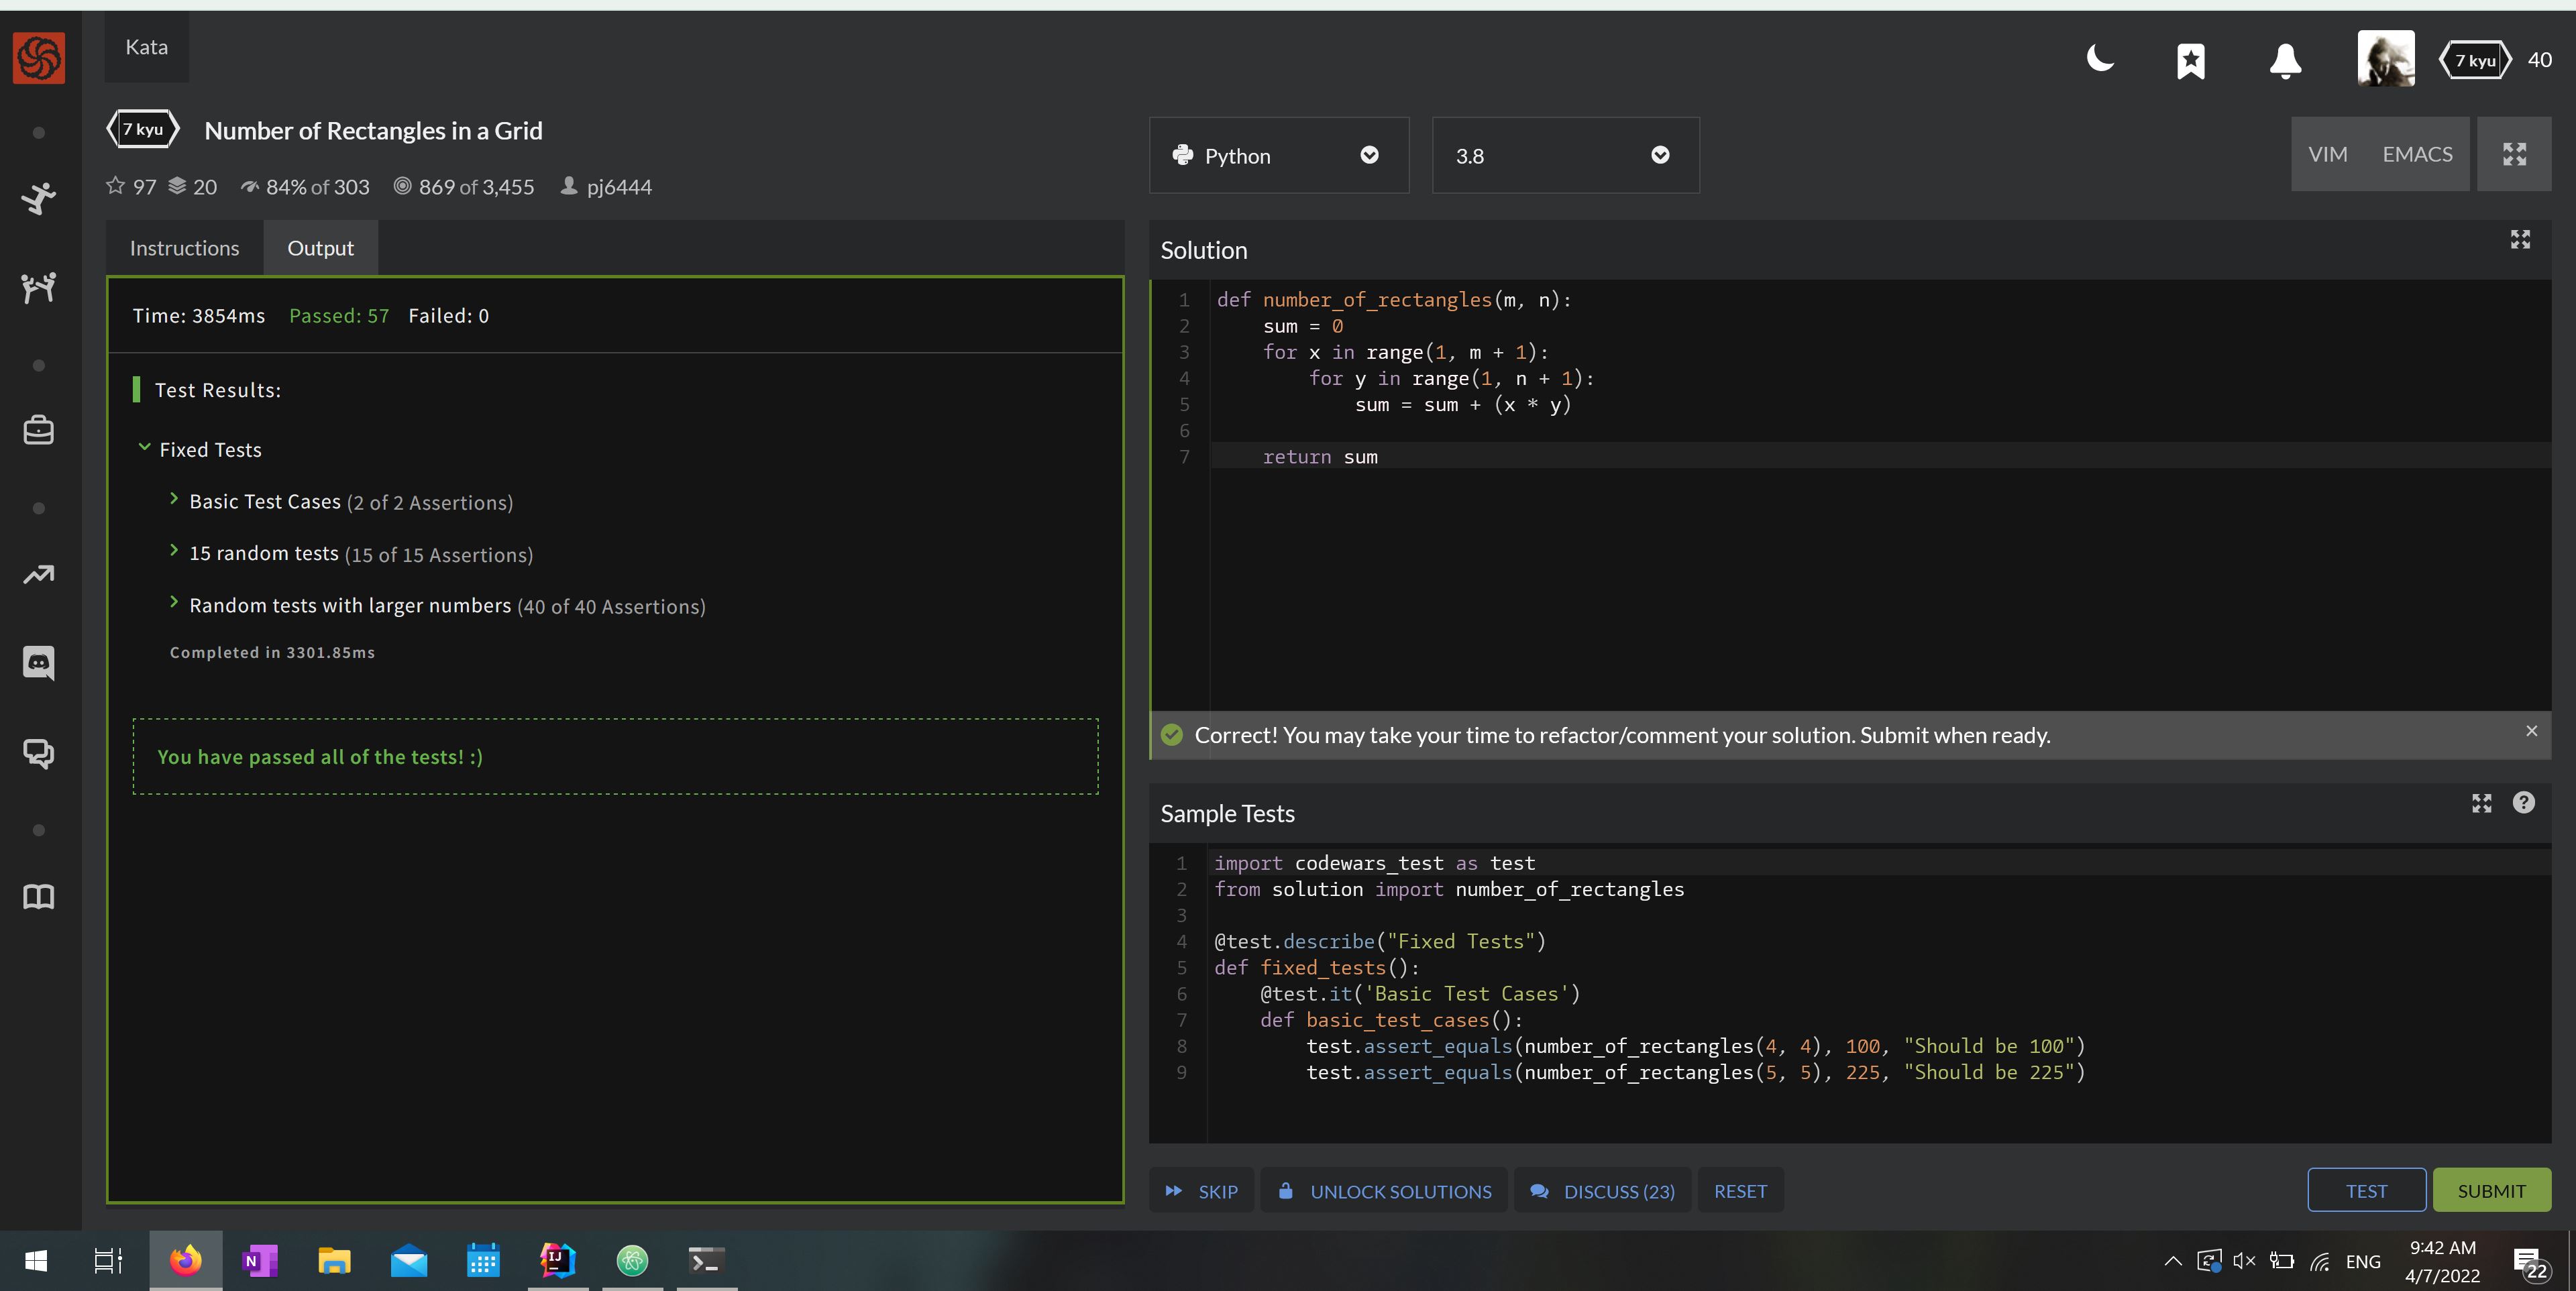 Kata
7 kyu
40
7 kyu Number of Rectangles in a Grid
97 20 84% of 303 869 of 3,455 pj6444
Python
3.8
VIM EMACS
Instructions Output
Time: 3854ms Passed: 57 Failed: 0
Test Results:
Fixed Tests
Basic Test Cases (2 of 2 Assertions)
15 random tests (15 of 15 Assertions)
Random tests with larger numbers (40 of 40 Assertions)
Completed in 3301.85ms
You have passed all of the tests! :)
Solution
1 def number_of_rectangles(m, n):
2     sum = 0
3     for x in range(1, m + 1):
4         for y in range(1, n + 1):
5             sum = sum + (x * y)
6
7     return sum
Correct! You may take your time to refactor/comment your solution. Submit when ready.
×
Sample Tests
?
1 import codewars_test as test
2 from solution import number_of_rectangles
3
4 @test.describe("Fixed Tests")
5 def fixed_tests():
6     @test.it('Basic Test Cases')
7     def basic_test_cases():
8         test.assert_equals(number_of_rectangles(4, 4), 100, "Should be 100")
9         test.assert_equals(number_of_rectangles(5, 5), 225, "Should be 225")
SKIP UNLOCK SOLUTIONS DISCUSS (23) RESET
TEST SUBMIT
N
IJ
ENG
9:42 AM
4/7/2022
22